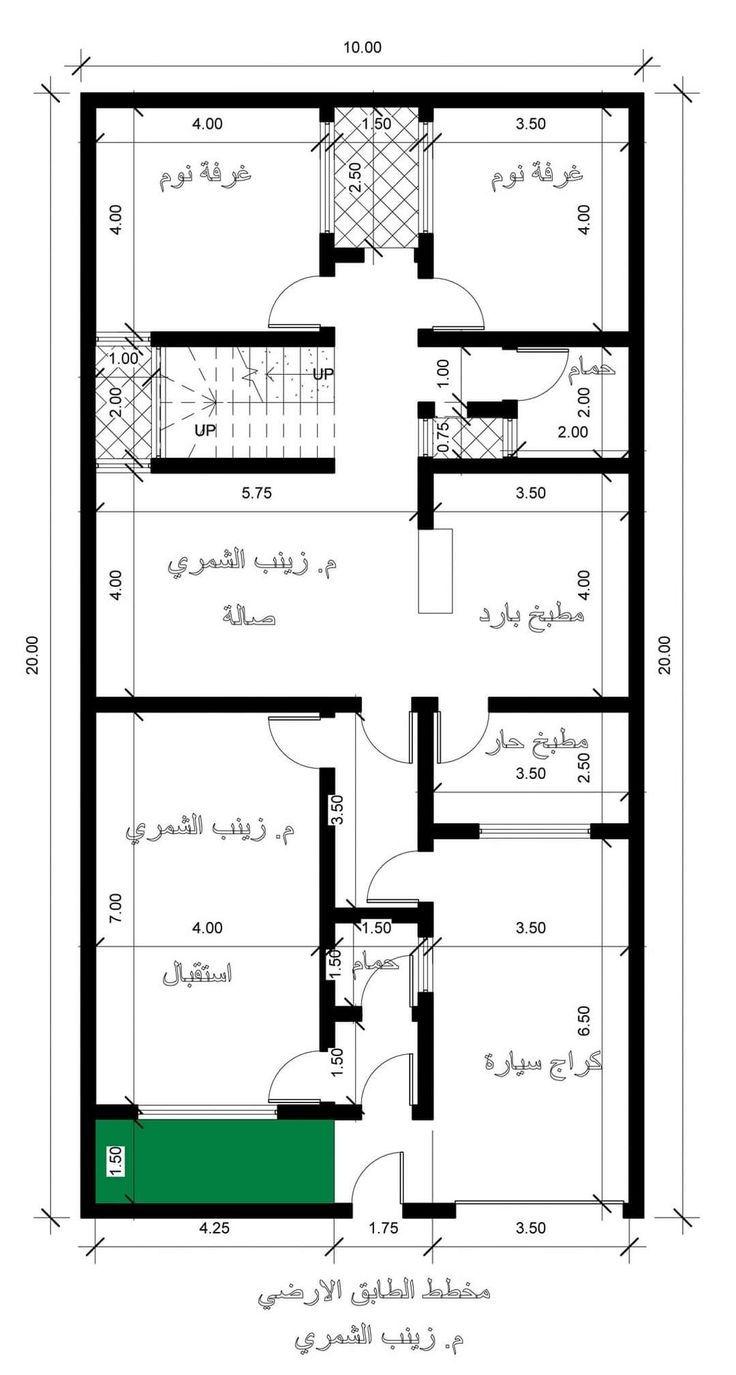 10.00
4.00
1.50
3.50
غرفة نوم
2.50
غرفة نوم
4.00
4.00
1.00
UP
1.00
حمام
2.00
2.00
UP
0.75
2.00
5.75
3.50
م. زينب الشمري
4.00
4.00
صالة
مطبخ بارد
20.00
20.00
مطبخ حار
3.50
2.50
3.50
م. زينب الشمري
7.00
4.00
1.50
3.50
استقبال
1.50
حمام
6.50
1.50
كراج سيارة
1.50
4.25
1.75
3.50
مخطط الطابق الارضي
م. زينب الشمري